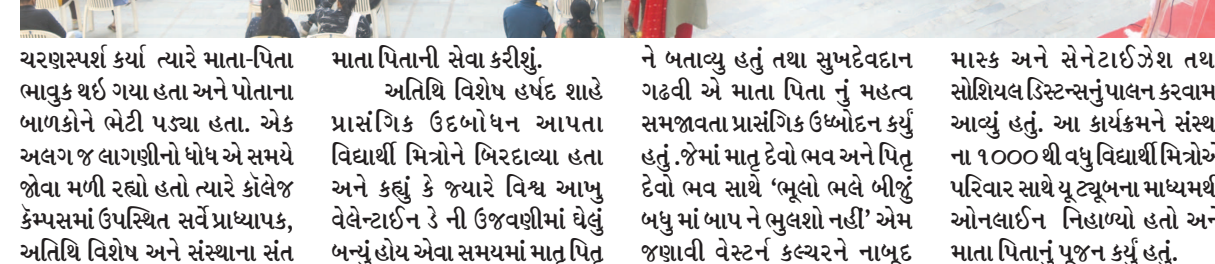 ચરણસ્પર્શ કર્યા ત્યારે માતા-પિતા
ભાવુક થઇ ગયા હતા અને પોતાના
બાળકોને ભેટી પડ્યા હતા. એક
અલગ જ લાગણીનો ધોધ એ સમયે
જોવા મળી રહ્યો હતો ત્યારે કૉલેજ
કૅમ્પસમાં ઉપસ્થિત સર્વે પ્રાધ્યાપક,
અતિથિ વિશેષ અને સંસ્થાના સંત
માતા પિતાની સેવા કરીશું.
અતિથિ વિશેષ હર્ષદ શાહે
પ્રાસંગિક ઉદબોધન આપતા
વિદ્યાર્થી મિત્રોને બિરદાવ્યા હતા
અને કહ્યું કે જ્યારે વિશ્વ આખુ
વેલેન્ટાઈન ડે ની ઉજવણીમાં ઘેલું
બન્યું હોય એવા સમયમાં માતૃ પિતૃ
ને બતાવ્યુ હતું તથા સુખદેવદાન
ગઢવી એ માતા પિતા નું મહત્વ
સમજાવતા પ્રાસંગિક ઉધ્બોદન કર્યું
હતું .જેમાં માતૃ દેવો ભવ અને પિતૃ
દેવો ભવ સાથે ‘ભૂલો ભલે બીજું
બધુ માં બાપ ને ભુલશો નહીં’ એમ
જણાવી વેસ્ટર્ન કલ્ચરને નાબૂદ
માસ્ક અને સેનેટાઈઝેશ તથ
સોશિયલ ડિસ્ટન્સનું પાલન કરવામ
આવ્યું હતું. આ કાર્યક્રમને સંસ્થ
ના ૧૦૦૦ થી વધુ વિદ્યાર્થી મિત્રોએ
પરિવાર સાથે યૂ ટ્યૂબના માધ્યમથી
ઓનલાઈન નિહાળ્યો હતો અને
માતા પિતાનું પૂજન કર્યું હતું.